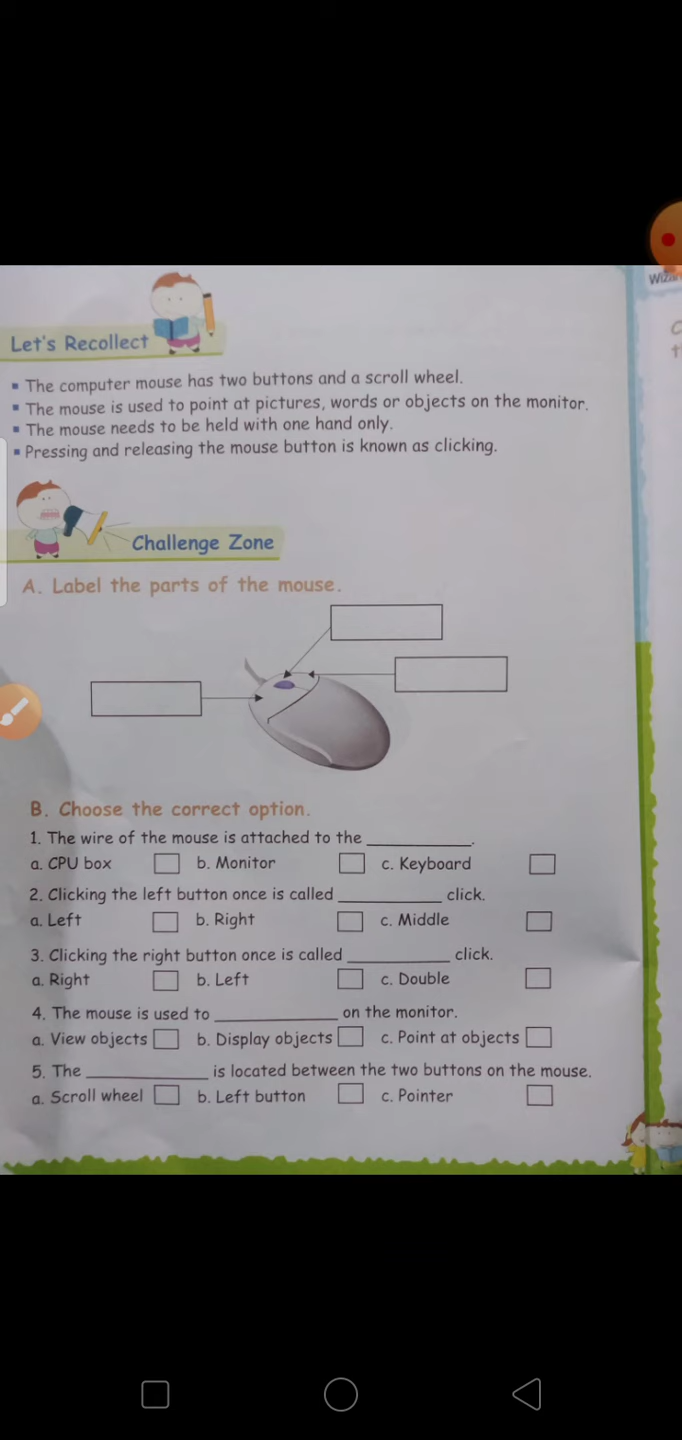 Let's Recollect
▪ The computer mouse has two buttons and a scroll wheel.
▪ The mouse is used to point at pictures, words or objects on the monitor.
▪ The mouse needs to be held with one hand only.
▪ Pressing and releasing the mouse button is known as clicking.
Challenge Zone
A. Label the parts of the mouse.
B. Choose the correct option.
1. The wire of the mouse is attached to the ____________.
a. CPU box b. Monitor c. Keyboard
2. Clicking the left button once is called ____________ click.
a. Left b. Right c. Middle
3. Clicking the right button once is called ____________ click.
a. Right b. Left c. Double
4. The mouse is used to ______________ on the monitor.
a. View objects b. Display objects c. Point at objects
5. The ______________ is located between the two buttons on the mouse.
a. Scroll wheel b. Left button c. Pointer